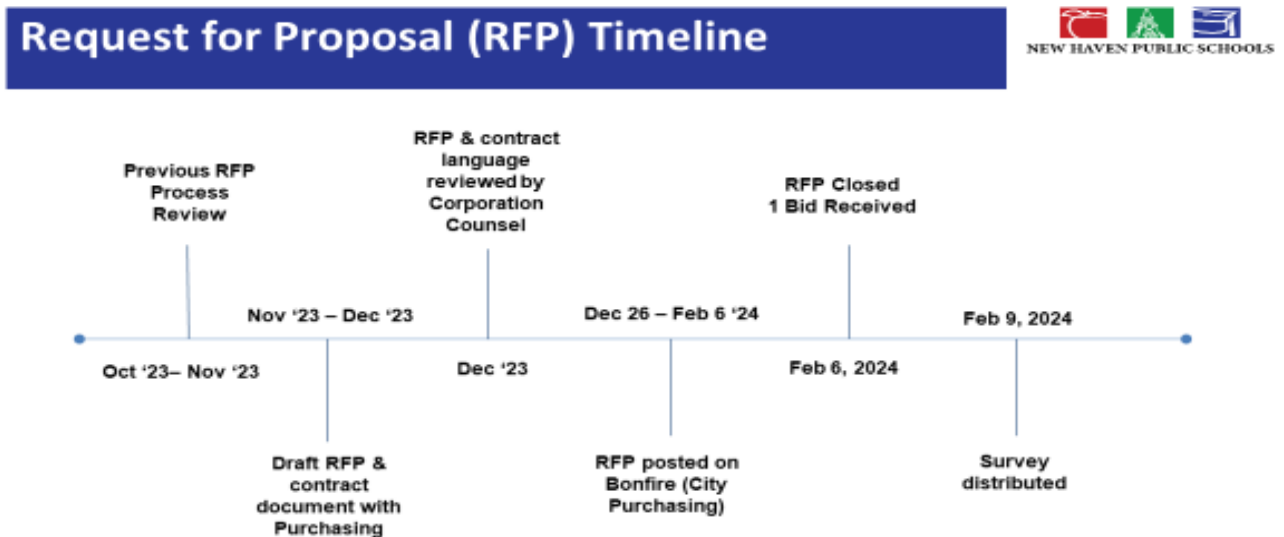 Request for Proposal (RFP) Timeline
NEW HAVEN PUBLIC SCHOOLS
Previous RFP
Process
Review
Oct ‘23– Nov ‘23
Nov ‘23 – Dec ‘23
Draft RFP &
contract
document with
Purchasing
RFP & contract
language
reviewed by
Corporation
Counsel
Dec ‘23
Dec 26 – Feb 6 ‘24
RFP posted on
Bonfire (City
Purchasing)
RFP Closed
1 Bid Received
Feb 6, 2024
Feb 9, 2024
Survey
distributed